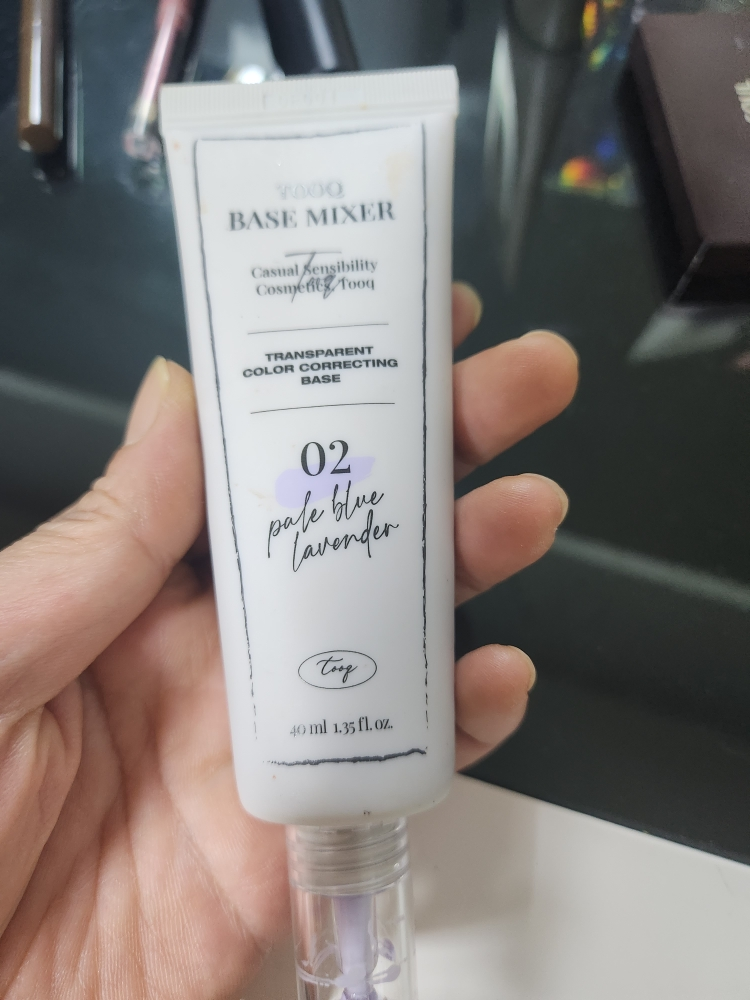 TOOQ
BASE MIXER
Casual Sensibility
Cosmetics, Tooq
Tooq
TRANSPARENT
COLOR CORRECTING
BASE
02
pale blue
lavender
tooq
40 ml 1.35 fl. oz.